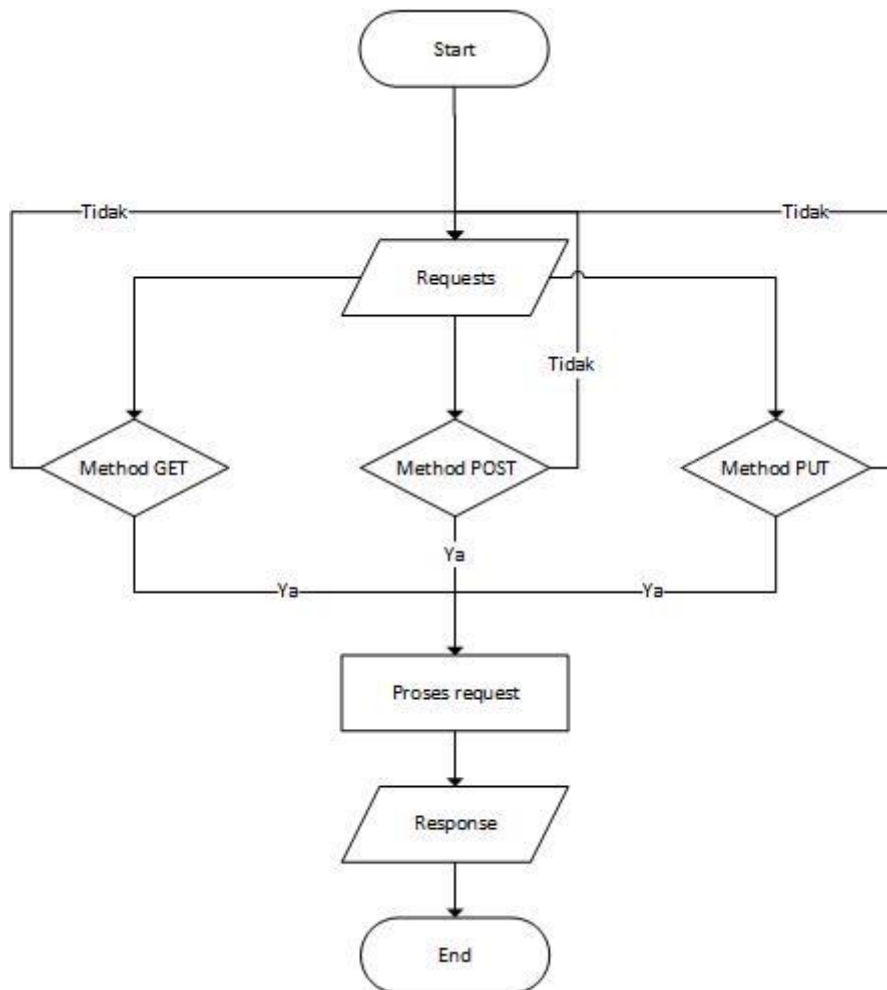 Start
Tidak
Tidak
Requests
Tidak
Method GET
Method POST
Method PUT
Ya
Ya
Ya
Proses request
Response
End